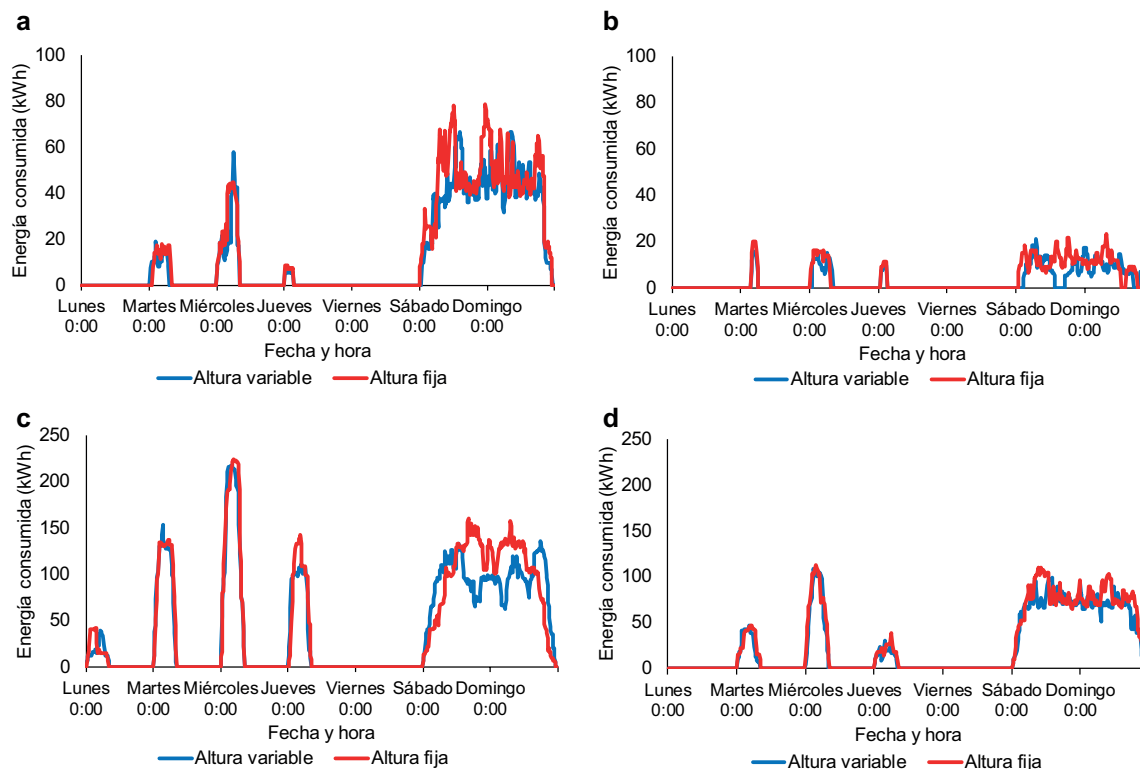 a
100
80
60
40
20
0
Energía consumida (kWh)
Lunes Martes Miércoles Jueves Viernes Sábado Domingo
0:00 0:00 0:00 0:00 0:00 0:00 0:00
Fecha y hora
Altura variable Altura fija
b
100
80
60
40
20
0
Energía consumida (kWh)
Lunes Martes Miércoles Jueves Viernes Sábado Domingo
0:00 0:00 0:00 0:00 0:00 0:00 0:00
Fecha y hora
Altura variable Altura fija
c
250
200
150
100
50
0
Energía consumida (kWh)
Lunes Martes Miércoles Jueves Viernes Sábado Domingo
0:00 0:00 0:00 0:00 0:00 0:00 0:00
Fecha y hora
Altura variable Altura fija
d
250
200
150
100
50
0
Energía consumida (kWh)
Lunes Martes Miércoles Jueves Viernes Sábado Domingo
0:00 0:00 0:00 0:00 0:00 0:00 0:00
Fecha y hora
Altura variable Altura fija